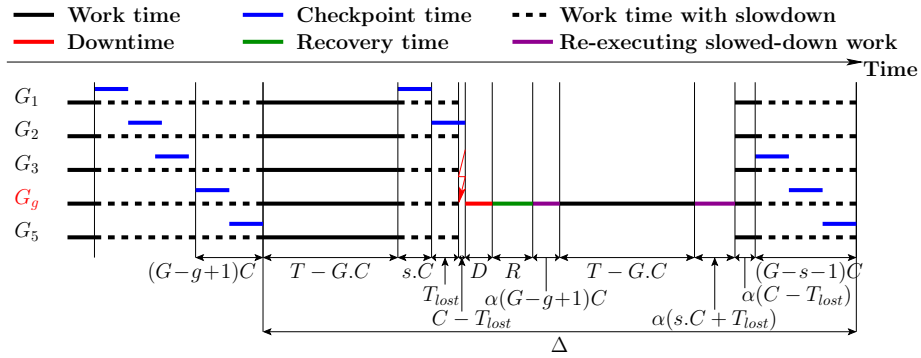 Work time Checkpoint time Work time with slowdown
Downtime Recovery time Re-executing slowed-down work
Time
G1
G2
G3
Gg
G5
(G−g+1)C T − G.C s.C D R T − G.C (G−s−1)C
Tlost α(G−g+1)C α(C − Tlost)
C − Tlost α(s.C + Tlost)
Δ